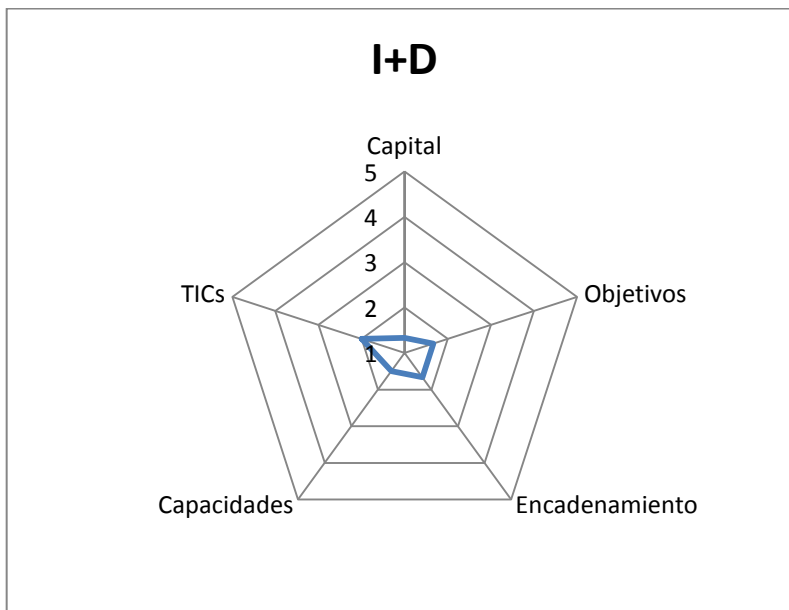 I+D
Capital
5
4
3
2
1
TICs
Objetivos
Capacidades
Encadenamiento